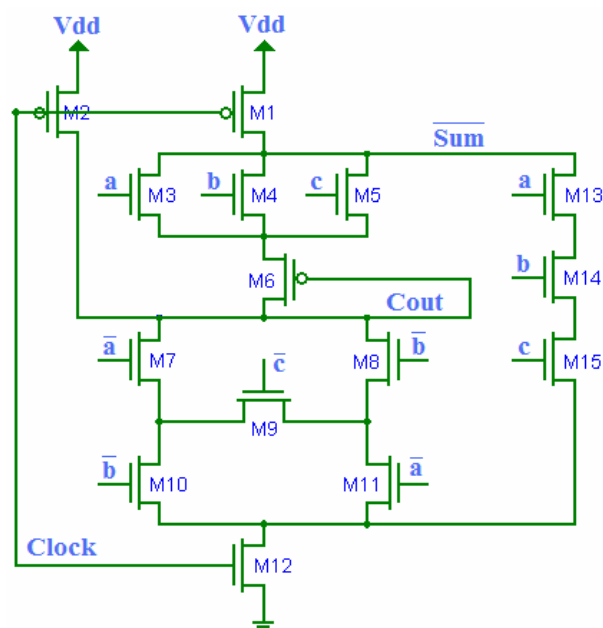 Vdd Vdd
M2 M1
S̅u̅m̅
a M3 b M4 c M5 a M13
M6 b M14
Cout
a̅ M7 c̅ M8 b̅ c M15
M9
b̅ M10 M11 a̅
Clock
M12